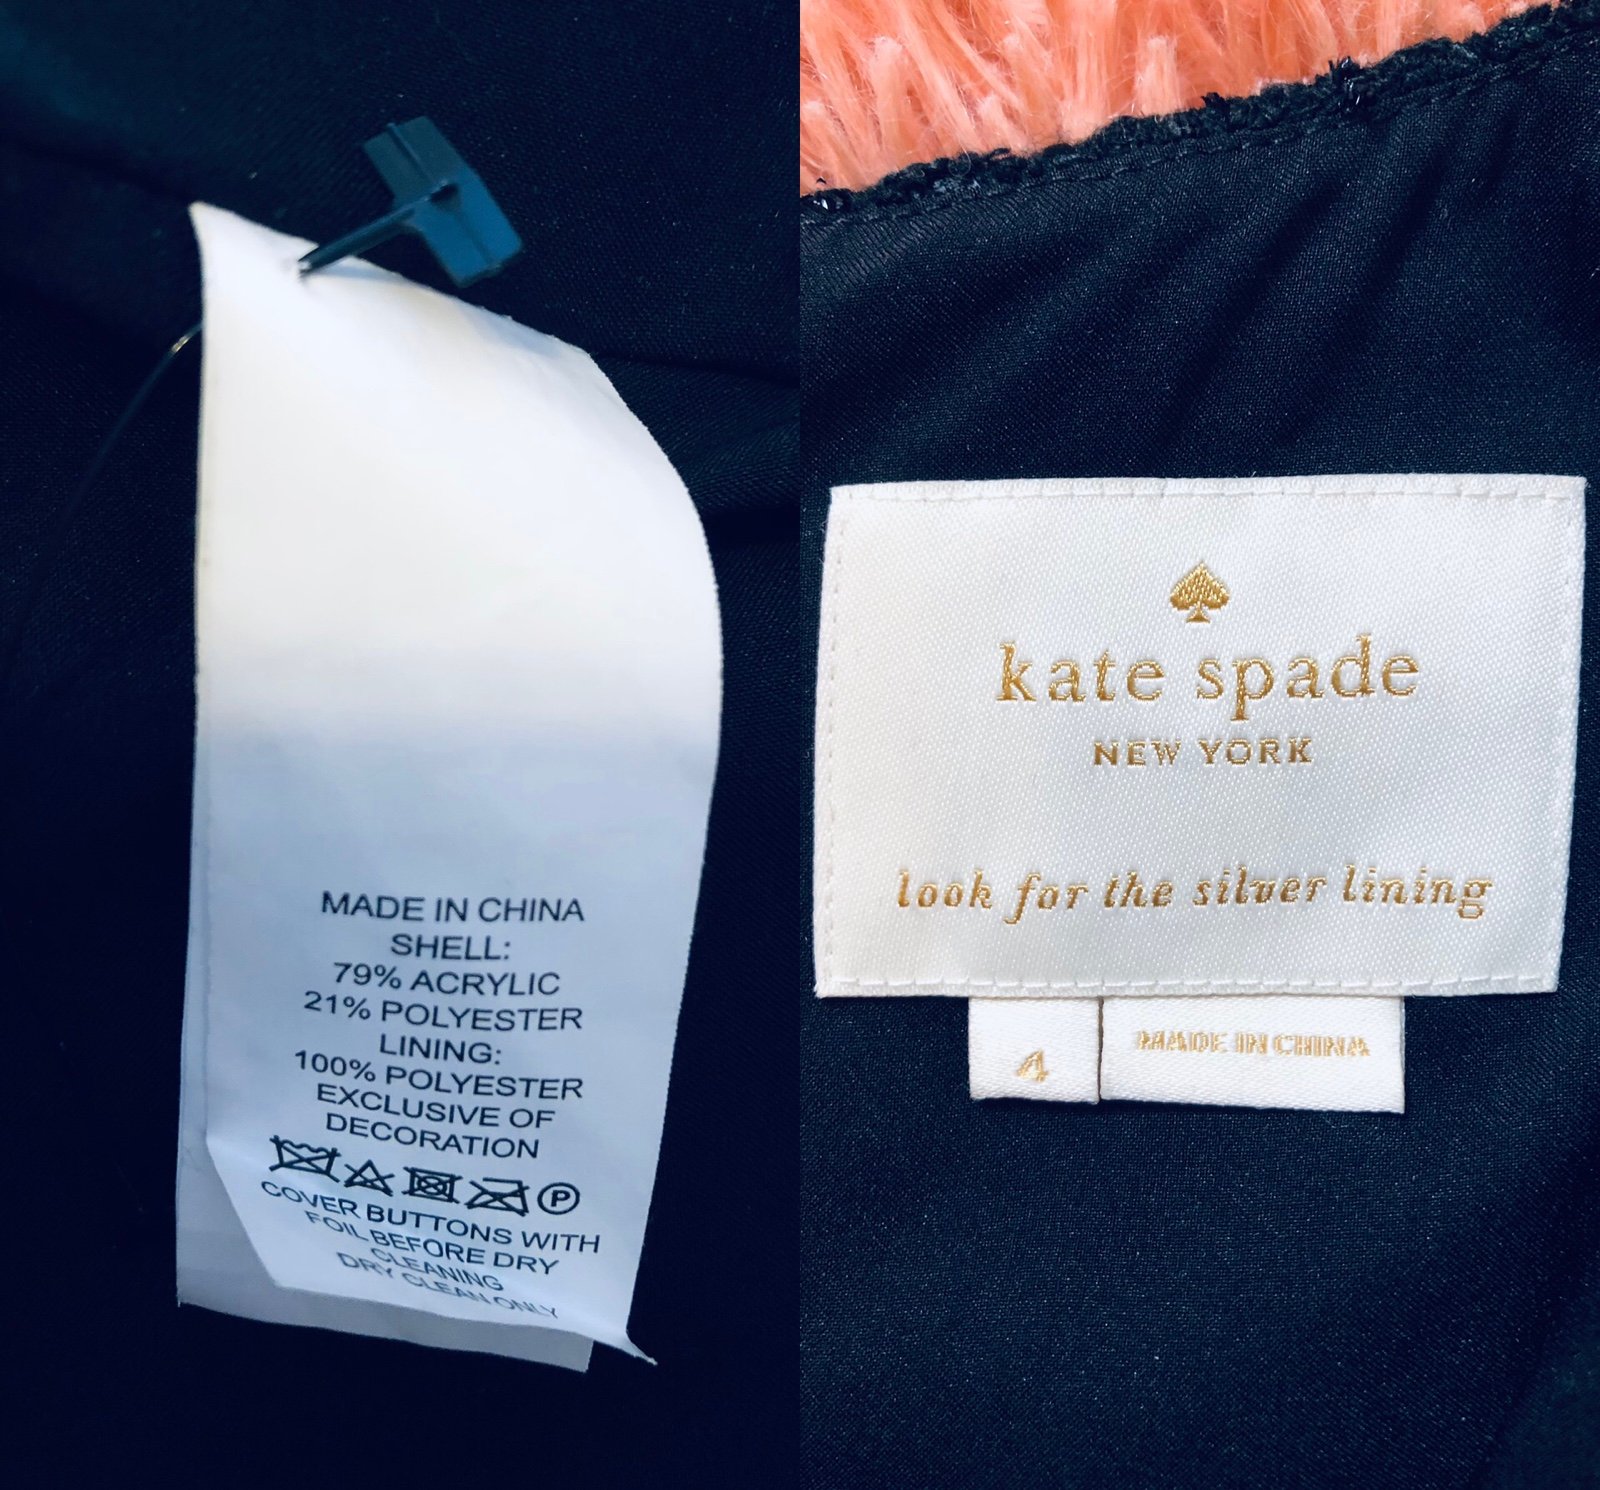 MADE IN CHINA
SHELL:
79% ACRYLIC
21% POLYESTER
LINING:
100% POLYESTER
EXCLUSIVE OF
DECORATION
P
COVER BUTTONS WITH
FOIL BEFORE DRY
CLEANING
DRY CLEAN ONLY
kate spade
NEW YORK
look for the silver lining
4
MADE IN CHINA